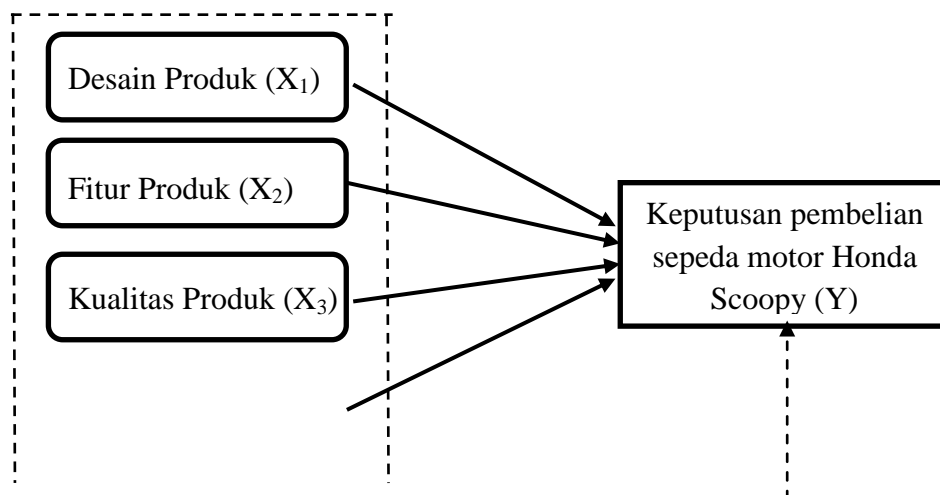 Desain Produk (X₁)
Fitur Produk (X₂)
Kualitas Produk (X₃)
Keputusan pembelian
sepeda motor Honda
Scoopy (Y)